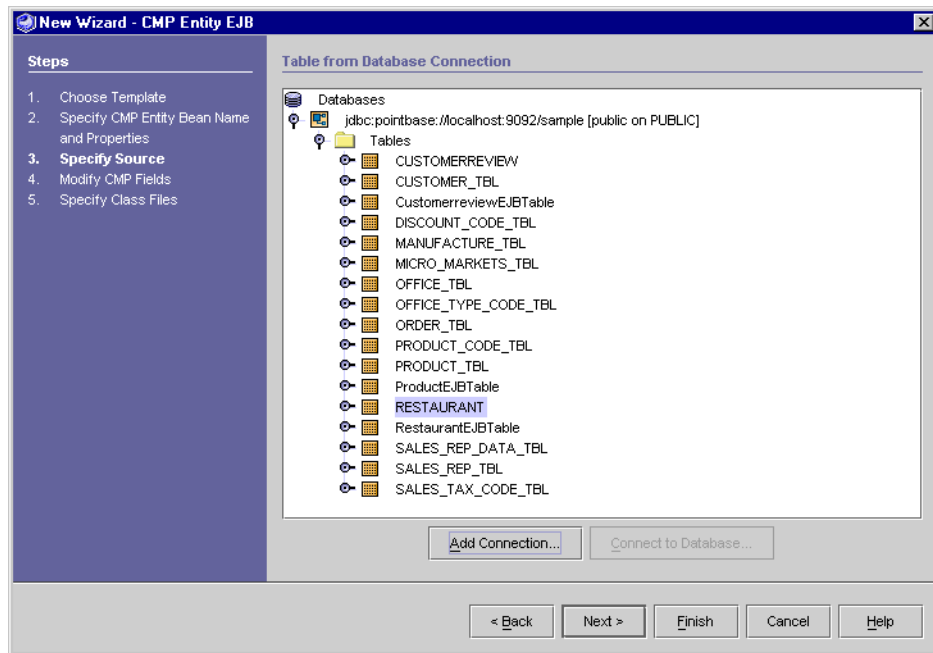 New Wizard - CMP Entity EJB
Steps
1. Choose Template
2. Specify CMP Entity Bean Name
and Properties
3. Specify Source
4. Modify CMP Fields
5. Specify Class Files
Table from Database Connection
Databases
jdbc:pointbase://localhost:9092/sample [public on PUBLIC]
Tables
CUSTOMERREVIEW
CUSTOMER_TBL
CustomerreviewEJBTable
DISCOUNT_CODE_TBL
MANUFACTURE_TBL
MICRO_MARKETS_TBL
OFFICE_TBL
OFFICE_TYPE_CODE_TBL
ORDER_TBL
PRODUCT_CODE_TBL
PRODUCT_TBL
ProductEJBTable
RESTAURANT
RestaurantEJBTable
SALES_REP_DATA_TBL
SALES_REP_TBL
SALES_TAX_CODE_TBL
Add Connection... Connect to Database...
< Back Next > Finish Cancel Help